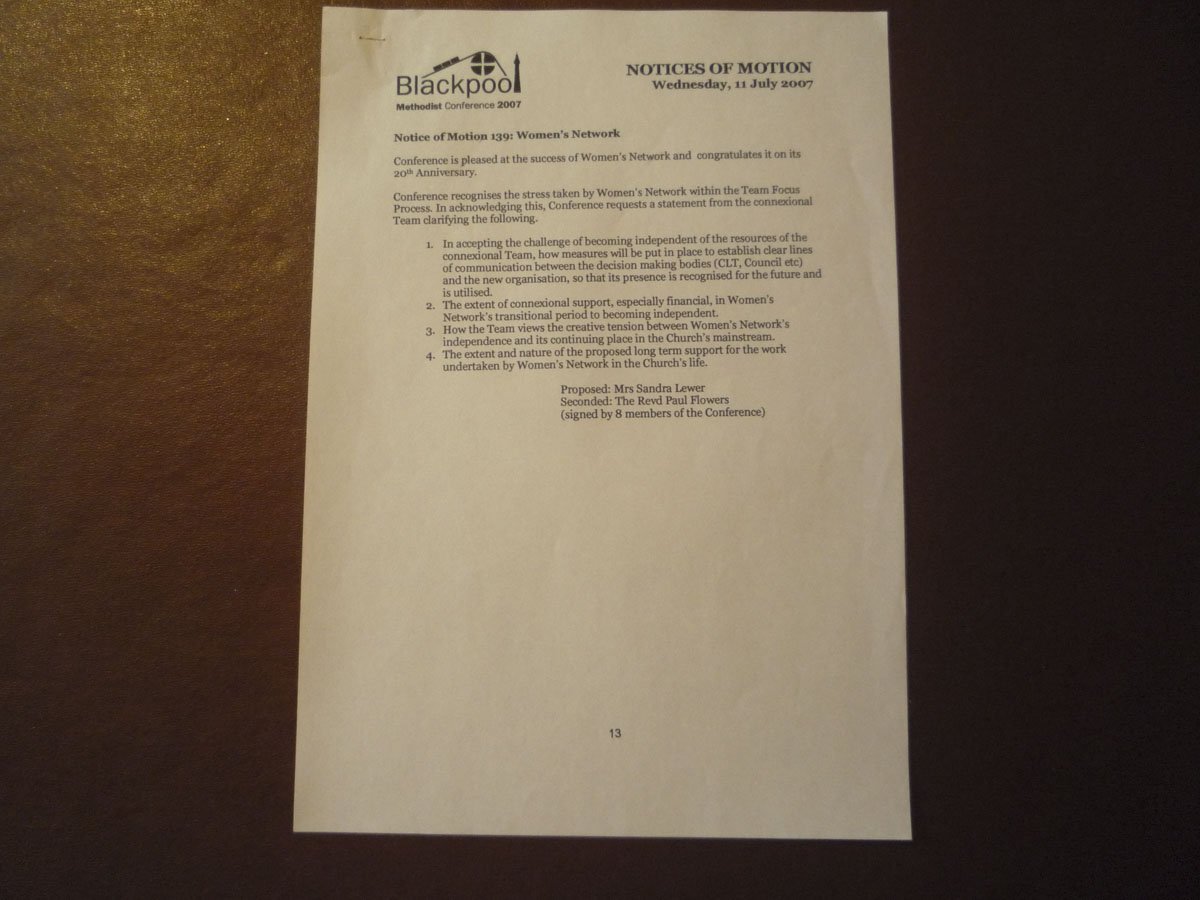 Blackpool
Methodist Conference 2007
NOTICES OF MOTION
Wednesday, 11 July 2007
Notice of Motion 139: Women's Network
Conference is pleased at the success of Women's Network and congratulates it on its
20th Anniversary.
Conference recognises the stress taken by Women's Network within the Team Focus
Process. In acknowledging this, Conference requests a statement from the connexional
Team clarifying the following.
1. In accepting the challenge of becoming independent of the resources of the
connexional Team, how measures will be put in place to establish clear lines
of communication between the decision making bodies (CLT, Council etc)
and the new organisation, so that its presence is recognised for the future and
is utilised.
2. The extent of connexional support, especially financial, in Women's
Network's transitional period to becoming independent.
3. How the Team views the creative tension between Women's Network's
independence and its continuing place in the Church's mainstream.
4. The extent and nature of the proposed long term support for the work
undertaken by Women's Network in the Church's life.
Proposed: Mrs Sandra Lewer
Seconded: The Revd Paul Flowers
(signed by 8 members of the Conference)
13